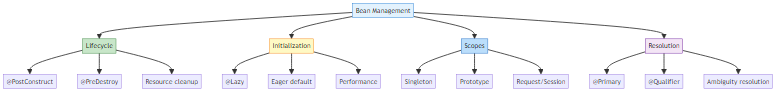 Bean Management
Lifecycle
Initialization
Scopes
Resolution
@PostConstruct
@PreDestroy
Resource cleanup
@Lazy
Eager default
Performance
Singleton
Prototype
Request/Session
@Primary
@Qualifier
Ambiguity resolution